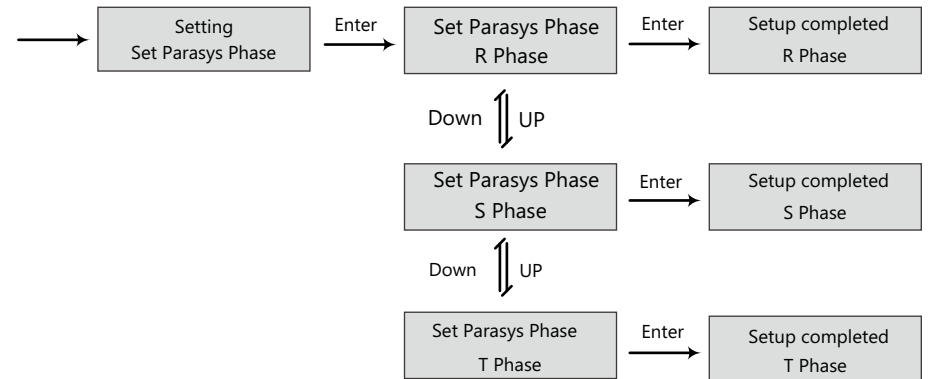 Setting
Set Parasys Phase
Enter
Set Parasys Phase
R Phase
Enter
Setup completed
R Phase
Down
UP
Set Parasys Phase
S Phase
Enter
Setup completed
S Phase
Down
UP
Set Parasys Phase
T Phase
Enter
Setup completed
T Phase